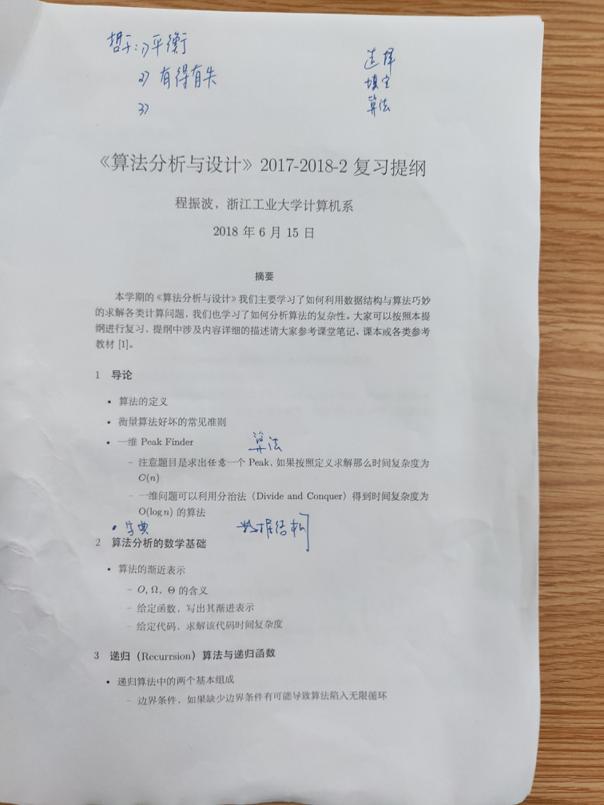 哲学:1)平衡
2) 有得有失
3)
选择
填空
算法
《算法分析与设计》2017-2018-2 复习提纲
程振波，浙江工业大学计算机系
2018 年 6 月 15 日
摘要
本学期的《算法分析与设计》我们主要学习了如何利用数据结构与算法巧妙
的求解各类计算问题，我们也学习了如何分析算法的复杂性。大家可以按照本提
纲进行复习，提纲中涉及内容详细的描述请大家参考课堂笔记、课本或各类参考
教材 [1]。
1 导论
• 算法的定义
• 衡量算法好坏的常见准则
• 一维 Peak Finder 算法
– 注意题目是求出任意一个 Peak，如果按照定义求解那么时间复杂度为
O(n)
– 一维问题可以利用分治法（Divide and Conquer）得到时间复杂度为
O(log n) 的算法
• 字典 数据结构
2 算法分析的数学基础
• 算法的渐近表示
– O, Ω, Θ 的含义
– 给定函数，写出其渐进表示
– 给定代码，求解该代码时间复杂度
3 递归（Recurrsion）算法与递归函数
• 递归算法中的两个基本组成
– 边界条件，如果缺少边界条件有可能导致算法陷入无限循环